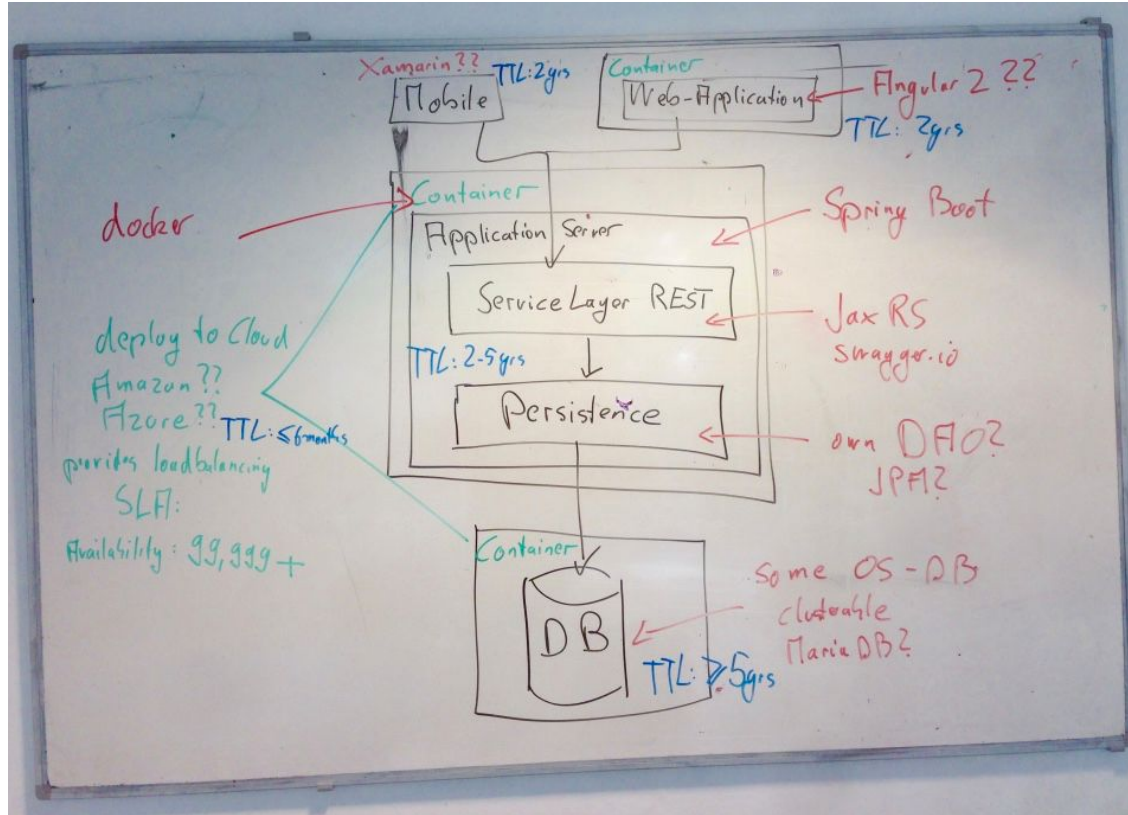 Xamarin??
TTL: 2yrs
Mobile
Container
Web-Application
Angular 2 ??
TTL: 2yrs
docker
Container
Application Server
Spring Boot
Service Layer REST
Jax RS
swagger.io
TTL: 2-5yrs
Persistence
own DAO?
JPA?
deploy to Cloud
Amazon??
Azure??
TTL: ≤6months
provides loadbalancing
SLA:
Availability: 99,999+
Container
DB
TTL: ≥5yrs
Some OS-DB
clusterable
MariaDB?